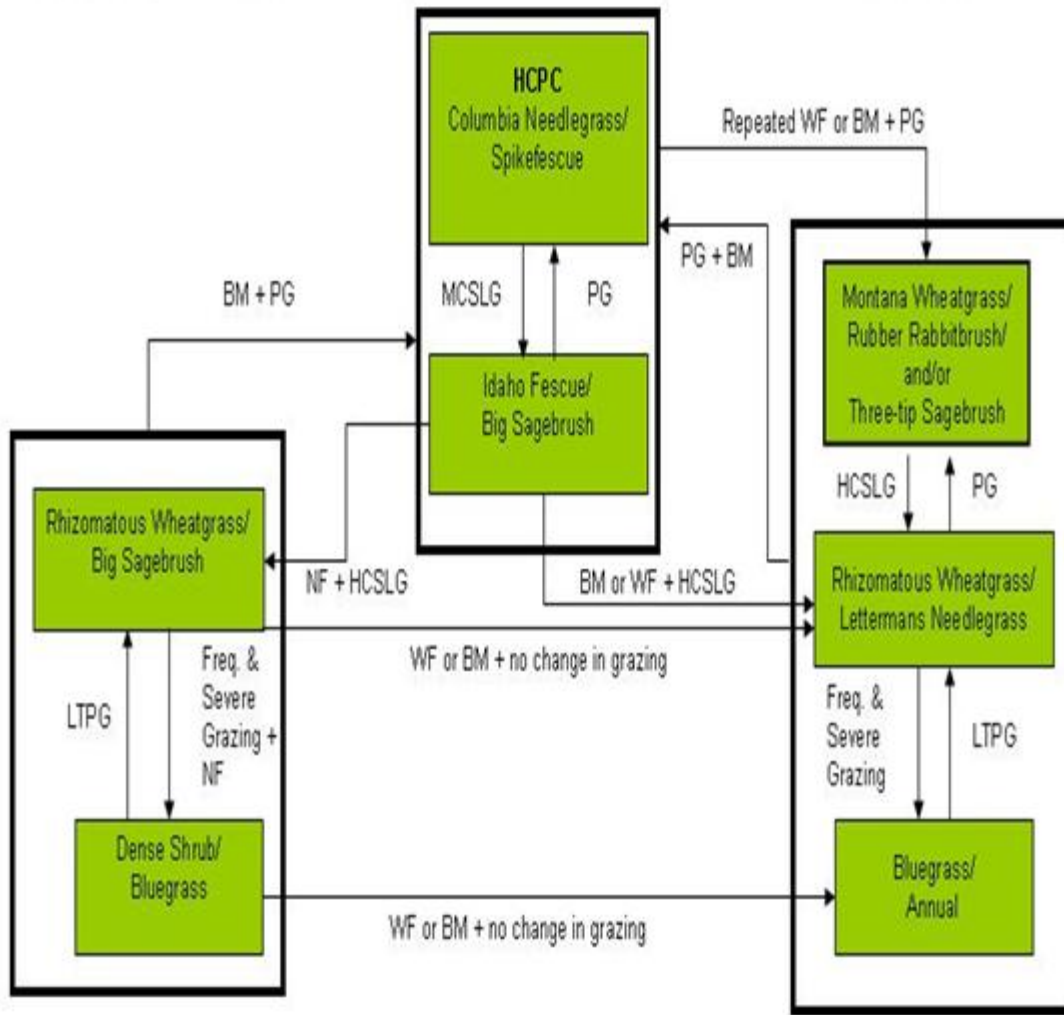 HCPC
Columbia Needlegrass/
Spikefescue
Repeated WF or BM + PG
PG + BM
BM + PG
MCSLG
PG
Montana Wheatgrass/
Rubber Rabbitbrush/
and/or
Three-tip Sagebrush
Idaho Fescue/
Big Sagebrush
HCSLG
PG
Rhizomatous Wheatgrass/
Big Sagebrush
NF + HCSLG
BM or WF + HCSLG
Rhizomatous Wheatgrass/
Lettermans Needlegrass
WF or BM + no change in grazing
LTPG
Freq. &
Severe
Grazing +
NF
Freq. &
Severe
Grazing
LTPG
Dense Shrub/
Bluegrass
Bluegrass/
Annual
WF or BM + no change in grazing